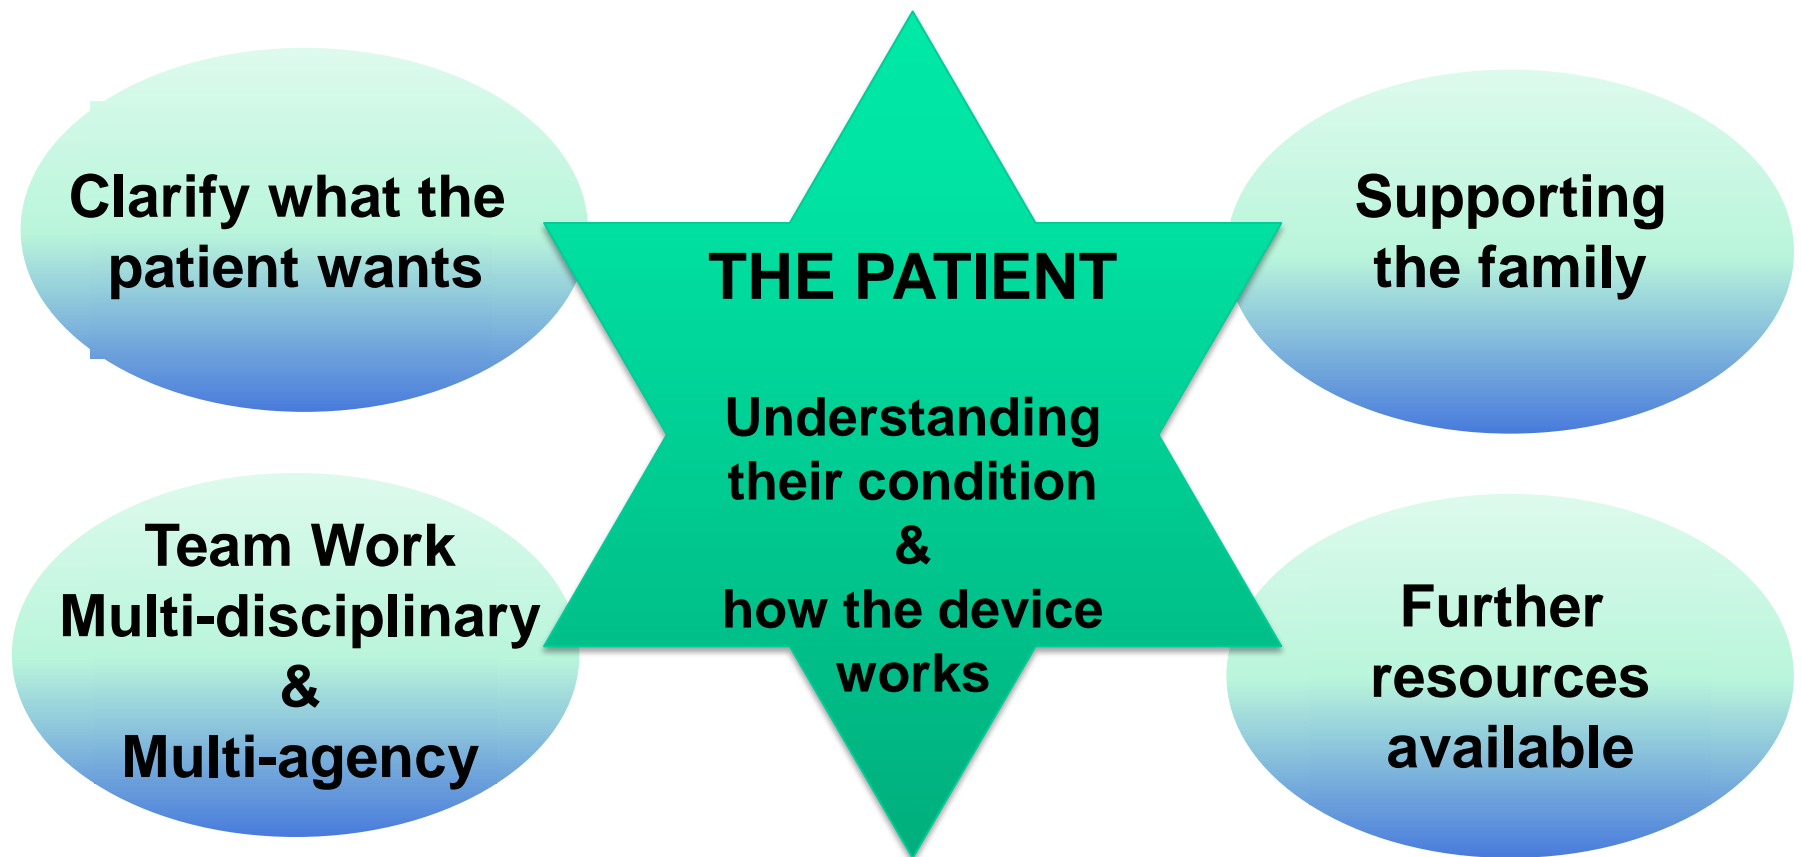 Clarify what the
patient wants
THE PATIENT
Understanding
their condition
&
how the device
works
Supporting
the family
Team Work
Multi-disciplinary
&
Multi-agency
Further
resources
available